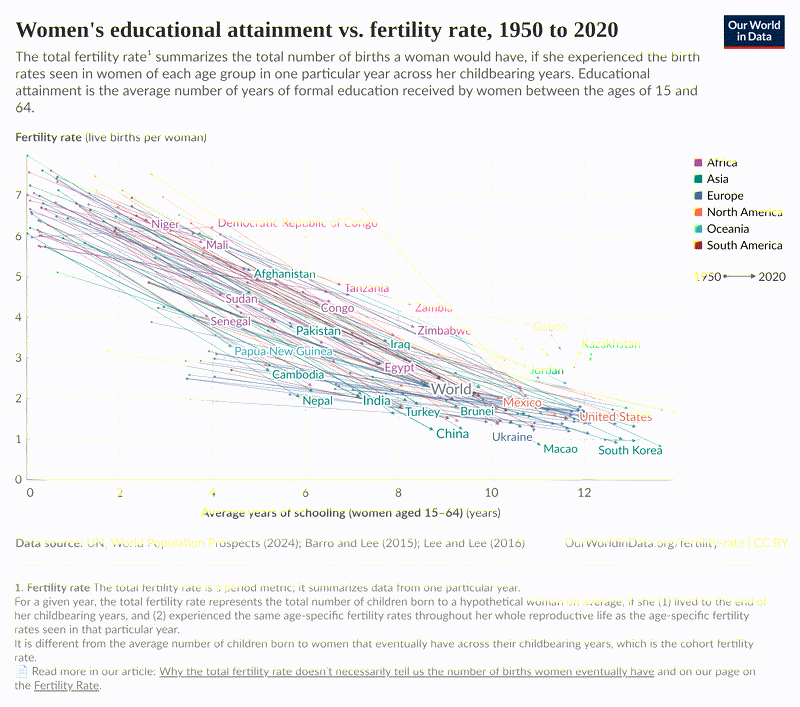 Women's educational attainment vs. fertility rate, 1950 to 2020
Our World
in Data
The total fertility rate¹ summarizes the total number of births a woman would have, if she experienced the birth
rates seen in women of each age group in one particular year across her childbearing years. Educational
attainment is the average number of years of formal education received by women between the ages of 15 and
64.
Fertility rate (live births per woman)
7
6
5
4
3
2
1
0
0
2
4
6
8
10
12
Niger
Democratic Republic of Congo
Mali
Afghanistan
Tanzania
Sudan
Congo
Zambia
Senegal
Pakistan
Zimbabwe
Gabon
Iraq
Kazakhstan
Papua New Guinea
Egypt
Jordan
Cambodia
World
Nepal
India
Mexico
Turkey
Brunei
United States
China
Ukraine
Macao
South Korea
Africa
Asia
Europe
North America
Oceania
South America
1950
2020
Average years of schooling (women aged 15–64) (years)
Data source: UN, World Population Prospects (2024); Barro and Lee (2015); Lee and Lee (2016)
OurWorldinData.org/fertility-rate | CC BY
1. Fertility rate The total fertility rate is a period metric; it summarizes data from one particular year.
For a given year, the total fertility rate represents the total number of children born to a hypothetical woman on average, if she (1) lived to the end of
her childbearing years, and (2) experienced the same age-specific fertility rates throughout her whole reproductive life as the age-specific fertility
rates seen in that particular year.
It is different from the average number of children born to women that eventually have across their childbearing years, which is the cohort fertility
rate.
📄 Read more in our article: Why the total fertility rate doesn't necessarily tell us the number of births women eventually have and on our page on
the Fertility Rate.